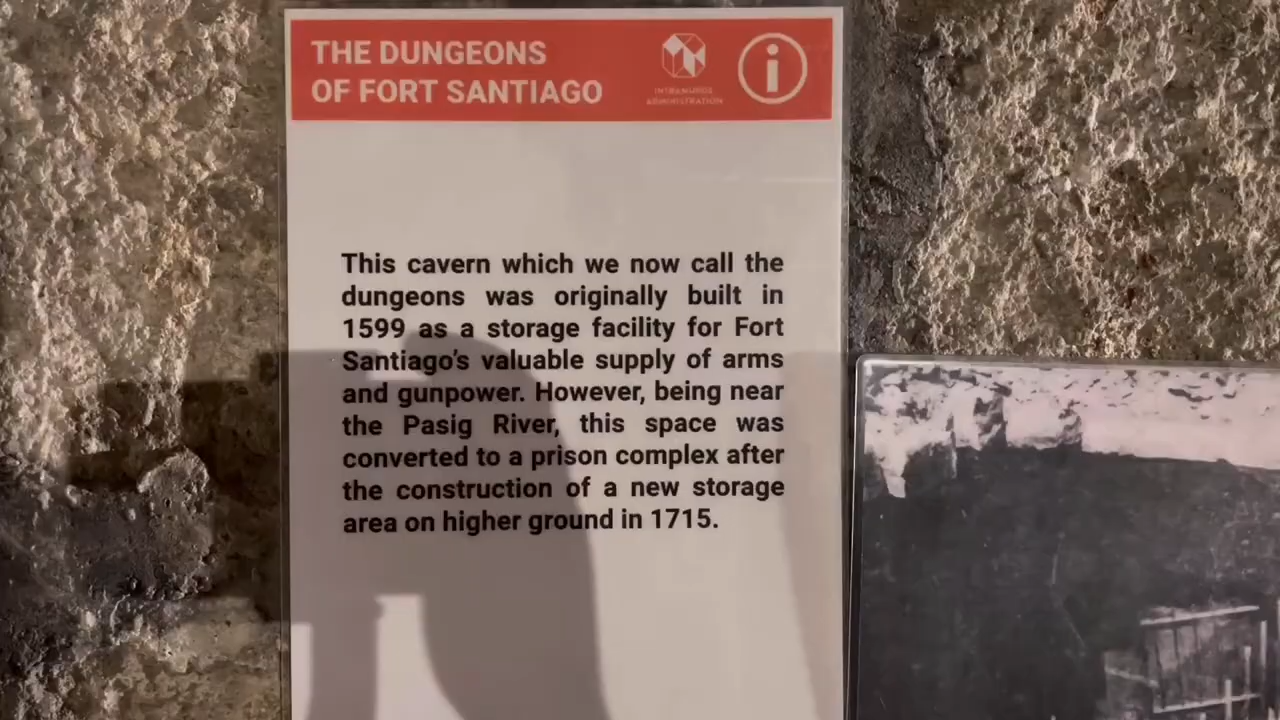 THE DUNGEONS
OF FORT SANTIAGO
INTRAMUROS
ADMINISTRATION
This cavern which we now call the
dungeons was originally built in
1599 as a storage facility for Fort
Santiago's valuable supply of arms
and gunpower. However, being near
the Pasig River, this space was
converted to a prison complex after
the construction of a new storage
area on higher ground in 1715.